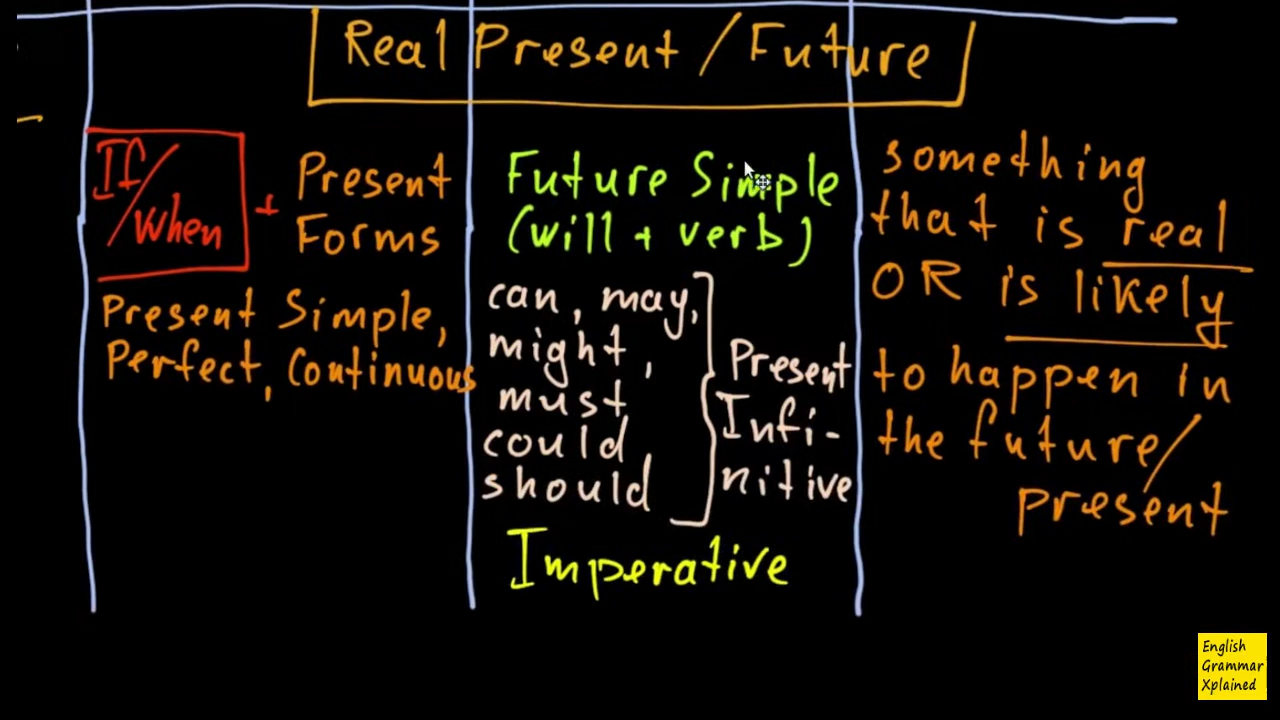 Real Present / Future
If/
when
+ Present
Forms
Present Simple,
Perfect, Continuous
Future Simple
(will + verb)
can, may,
might,
must,
could,
should
Present
Infi-
nitive
Imperative
something
that is real
OR is likely
to happen in
the future/
present
English
Grammar
Xplained